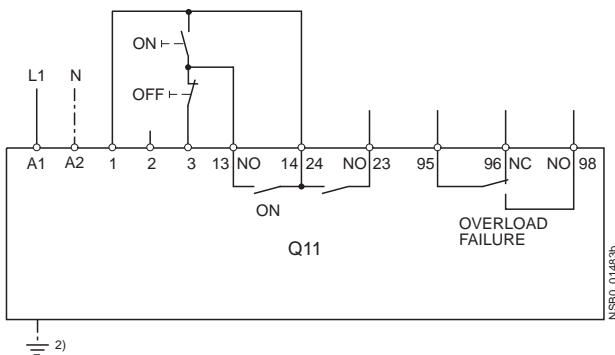 ON
L1 N
OFF
A1 A2 1 2 3 13 NO 14 24 NO 23 95 96 NC NO 98
ON
OVERLOAD
FAILURE
Q11
NSB0_01483b
2)